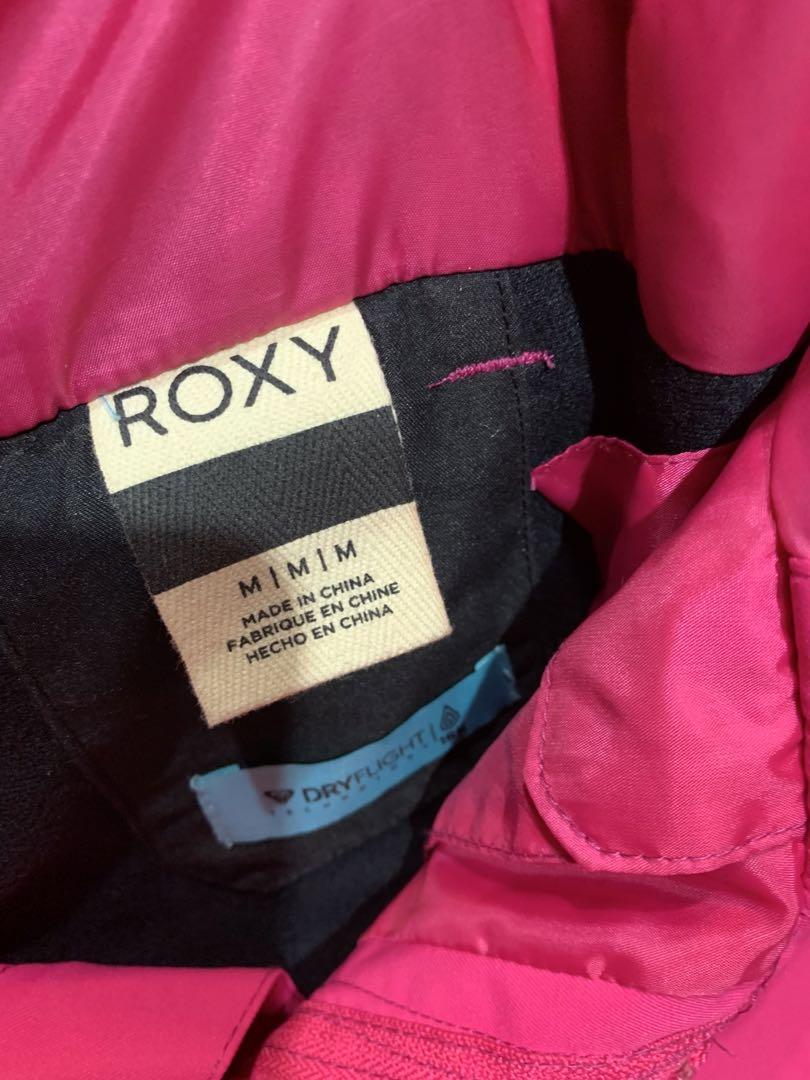 ROXY
M | M | M
MADE IN CHINA
FABRIQUE EN CHINE
HECHO EN CHINA
DRYFLIGHT |